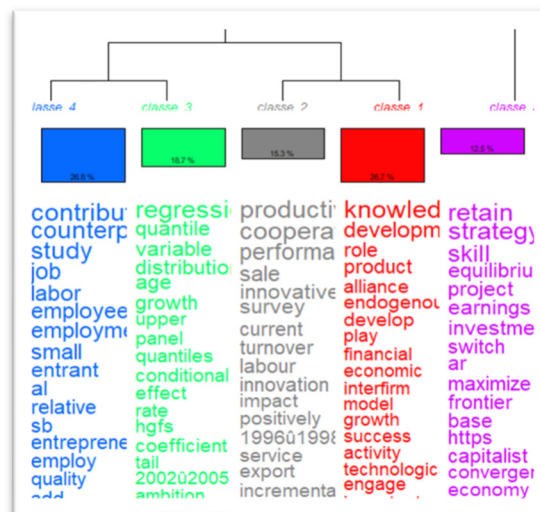 lasse 4
classe 3
classe 2
classe 1
classe
26.8 %
18.7 %
15.3 %
26.7 %
12.5 %
contribu
counterp
study
job
labor
employee
employme
small
entrant
al
relative
sb
entreprene
employ
quality
add
regressi
quantile
variable
distributio
age
growth
upper
panel
quantiles
conditional
effect
rate
hgfs
coefficient
tail
2002û2005
ambition
producti
coopera
performa
sale
innovative
survey
current
turnover
labour
innovation
impact
positively
1996û1998
service
export
incrementa
knowled
developm
role
product
alliance
endogenou
develop
play
financial
economic
interfirm
model
growth
success
activity
technologic
engage
retain
strategy
skill
equilibriu
project
earnings
investme
switch
ar
maximize
frontier
base
https
capitalist
converger
economy